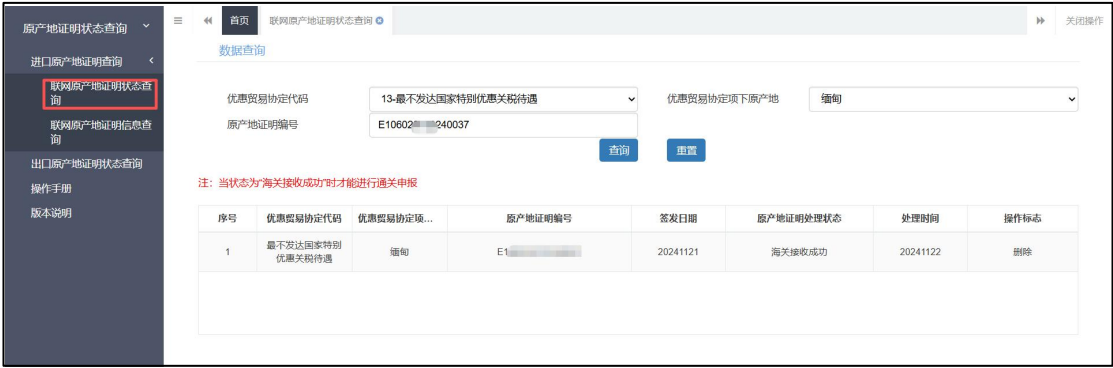 原产地证明状态查询
首页
联网原产地证明状态查询
关闭操作
进口原产地证明查询
联网原产地证明状态查
询
联网原产地证明信息查
询
出口原产地证明状态查询
操作手册
版本说明
数据查询
优惠贸易协定代码
13-最不发达国家特别优惠关税待遇
优惠贸易协定项下原产地
缅甸
原产地证明编号
E10602 240037
查询
重置
注：当状态为"海关接收成功"时才能进行通关申报
序号 优惠贸易协定代码 优惠贸易协定项... 原产地证明编号 签发日期 原产地证明处理状态 处理时间 操作标志
1 最不发达国家特别 缅甸 E1 20241121 海关接收成功 20241122 删除
优惠关税待遇